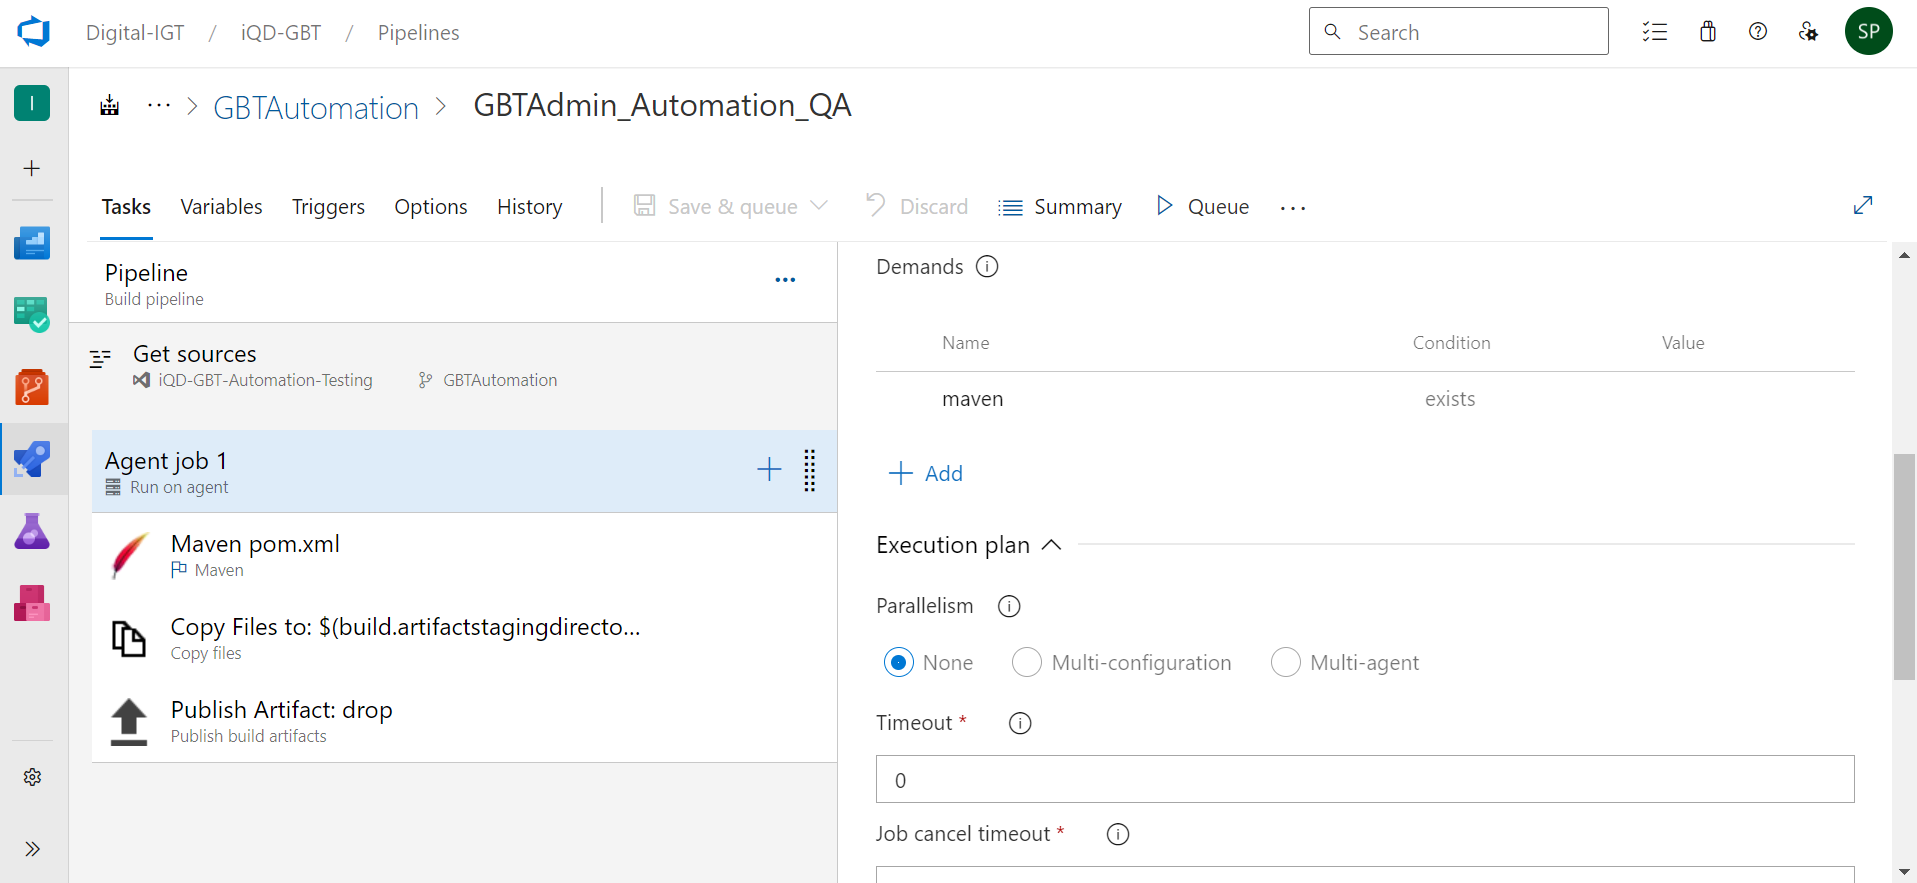 Digital-IGT / iQD-GBT / Pipelines
Search
SP
I
... > GBTAutomation > GBTAdmin_Automation_QA
Tasks Variables Triggers Options History Save & queue Discard Summary Queue ...
Pipeline
Build pipeline
...
Get sources
iQD-GBT-Automation-Testing GBTAutomation
Agent job 1
Run on agent
Maven pom.xml
Maven
Copy Files to: $(build.artifactstagingdirecto...
Copy files
Publish Artifact: drop
Publish build artifacts
Demands
Name Condition Value
maven exists
Add
Execution plan
Parallelism
None Multi-configuration Multi-agent
Timeout *
0
Job cancel timeout *